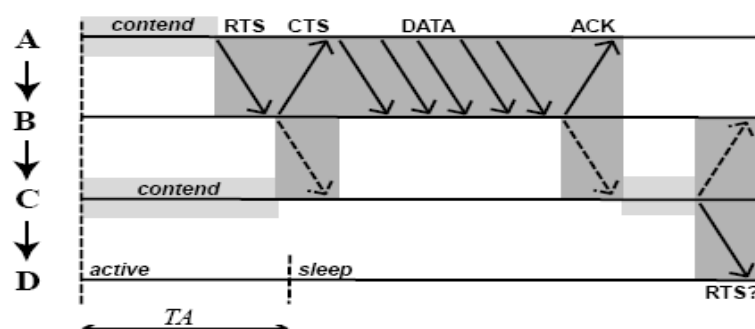 contend RTS CTS DATA ACK
A
B
contend
C
active sleep
D
RTS?
TA